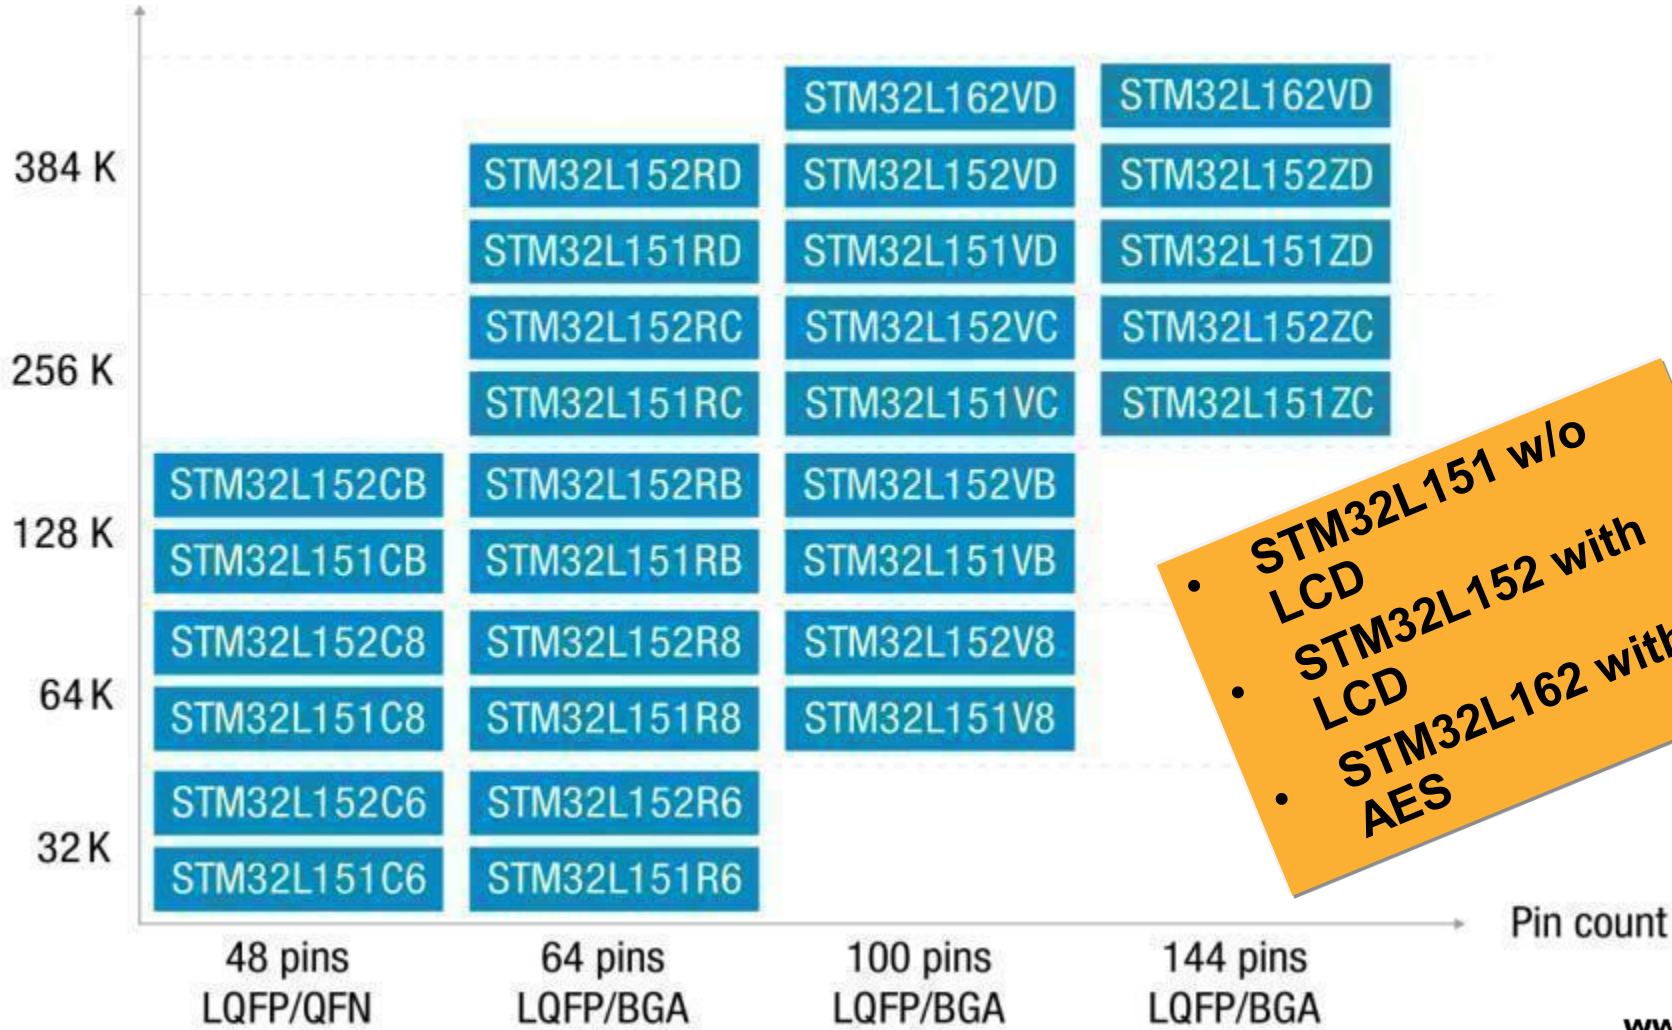 STM32L162VD STM32L162VD
384 K STM32L152RD STM32L152VD STM32L152ZD
STM32L151RD STM32L151VD STM32L151ZD
STM32L152RC STM32L152VC STM32L152ZC
256 K
STM32L151RC STM32L151VC STM32L151ZC
STM32L152CB STM32L152RB STM32L152VB
128 K
STM32L151CB STM32L151RB STM32L151VB
STM32L152C8 STM32L152R8 STM32L152V8
64 K
STM32L151C8 STM32L151R8 STM32L151V8
STM32L152C6 STM32L152R6
32 K
STM32L151C6 STM32L151R6
• STM32L151 w/o
LCD
• STM32L152 with
LCD
• STM32L162 with
AES
Pin count
48 pins 64 pins 100 pins 144 pins
LQFP/QFN LQFP/BGA LQFP/BGA LQFP/BGA